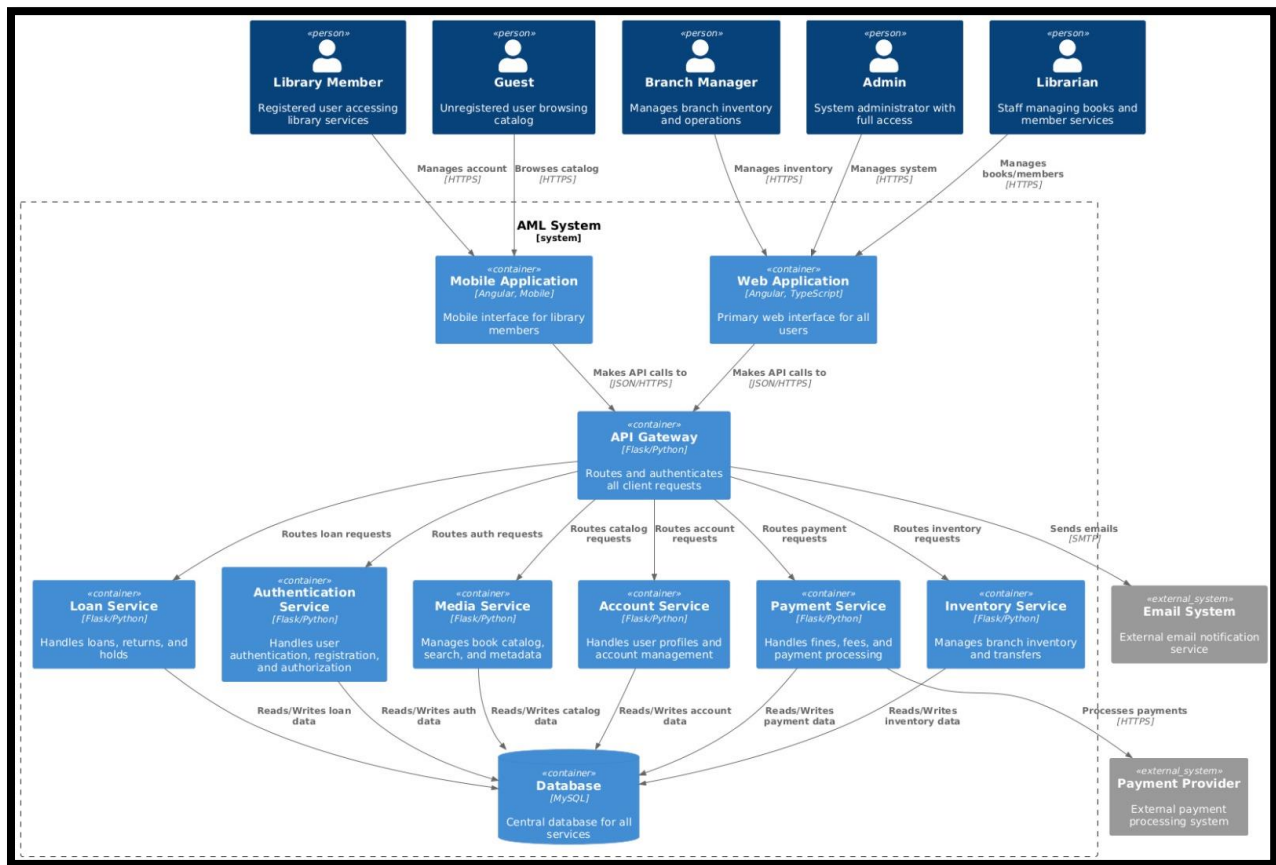 «person»
Library Member
Registered user accessing
library services
«person»
Guest
Unregistered user browsing
catalog
«person»
Branch Manager
Manages branch inventory
and operations
«person»
Admin
System administrator with
full access
«person»
Librarian
Staff managing books and
member services
Manages account
[HTTPS]
Browses catalog
[HTTPS]
Manages inventory
[HTTPS]
Manages system
[HTTPS]
Manages
books/members
[HTTPS]
AML System
[system]
«container»
Mobile Application
[Angular, Mobile]
Mobile interface for library
members
«container»
Web Application
[Angular, TypeScript]
Primary web interface for all
users
Makes API calls to
[JSON/HTTPS]
Makes API calls to
[JSON/HTTPS]
«container»
API Gateway
[Flask/Python]
Routes and authenticates
all client requests
Routes loan requests
Routes auth requests
Routes catalog
requests
Routes account
requests
Routes payment
requests
Routes inventory
requests
Sends emails
[SMTP]
«container»
Loan Service
[Flask/Python]
Handles loans, returns, and
holds
«container»
Authentication
Service
[Flask/Python]
Handles user
authentication, registration,
and authorization
«container»
Media Service
[Flask/Python]
Manages book catalog,
search, and metadata
«container»
Account Service
[Flask/Python]
Handles user profiles and
account management
«container»
Payment Service
[Flask/Python]
Handles fines, fees, and
payment processing
«container»
Inventory Service
[Flask/Python]
Manages branch inventory
and transfers
«external_system»
Email System
External email notification
service
Reads/Writes loan
data
Reads/Writes auth
data
Reads/Writes catalog
data
Reads/Writes account
data
Reads/Writes
payment data
Reads/Writes
inventory data
Processes payments
[HTTPS]
«container»
Database
[MySQL]
Central database for all
services
«external_system»
Payment Provider
External payment
processing system